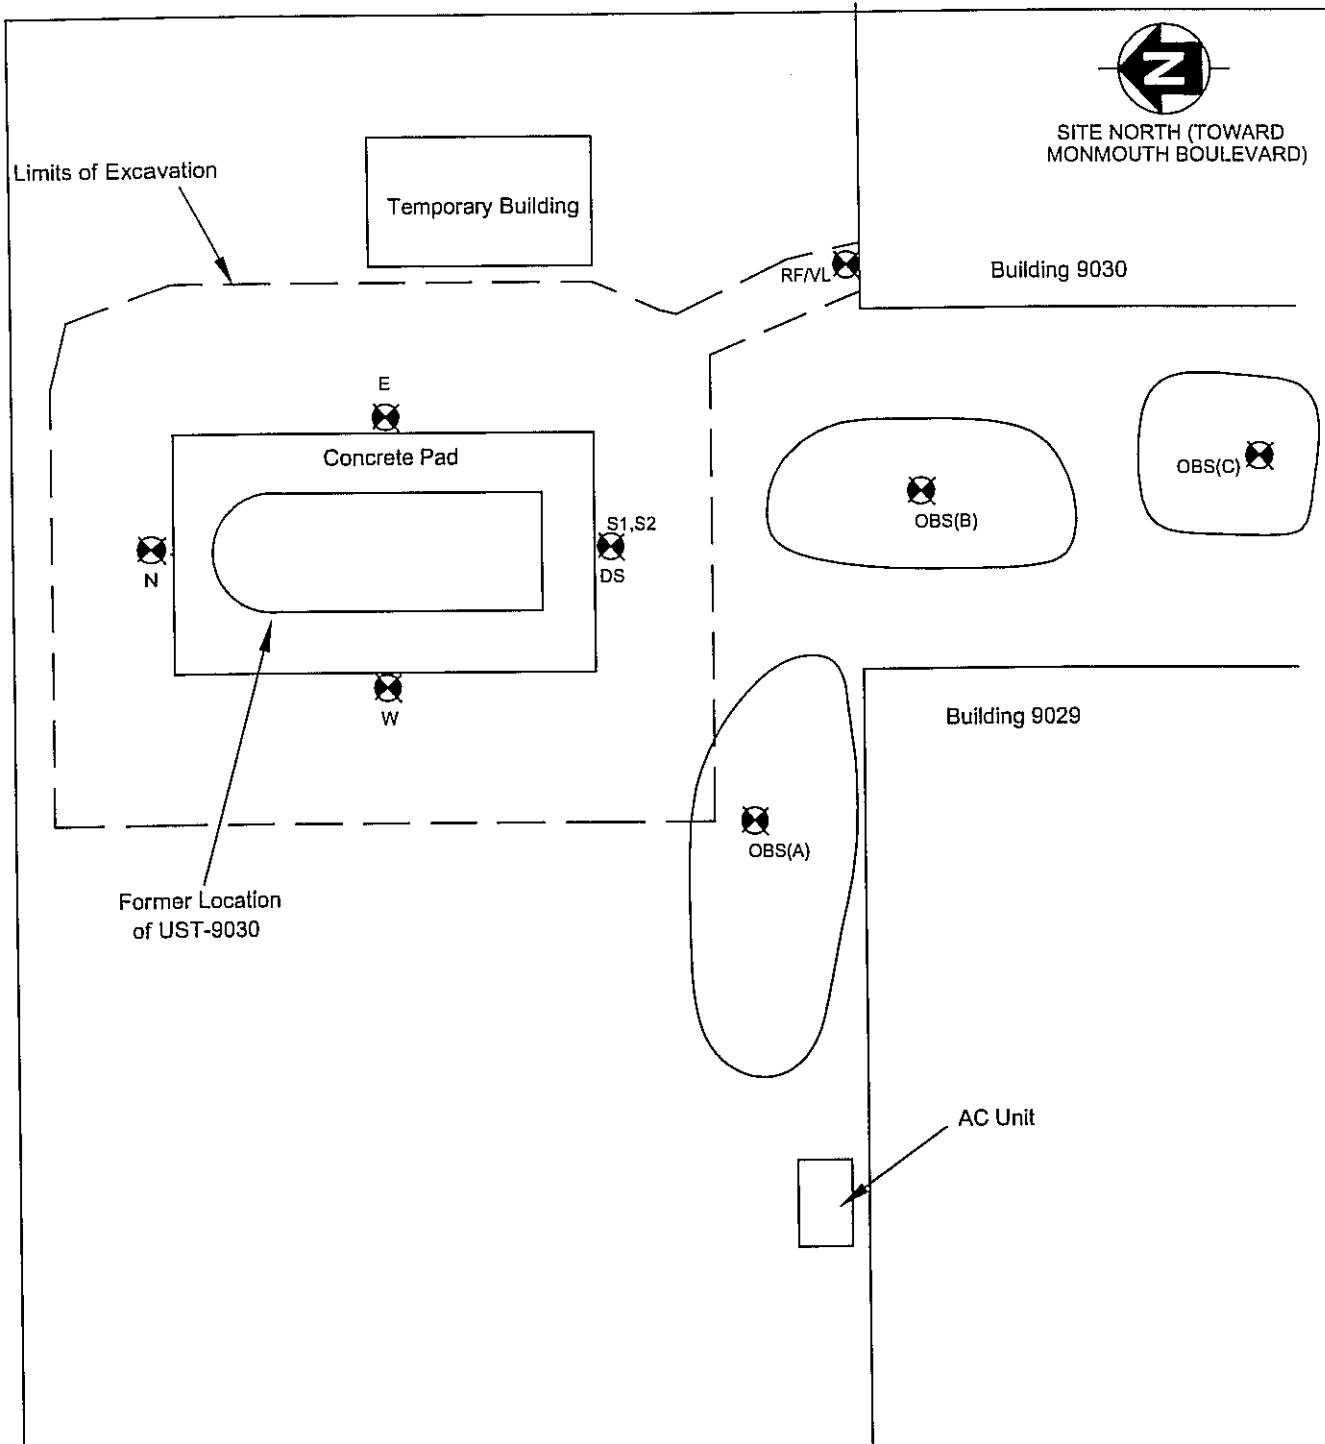 N
SITE NORTH (TOWARD
MONMOUTH BOULEVARD)
Limits of Excavation
Temporary Building
RF/VL
Building 9030
E
Concrete Pad
OBS(C)
OBS(B)
S1,S2
DS
N
W
Building 9029
OBS(A)
Former Location
of UST-9030
AC Unit